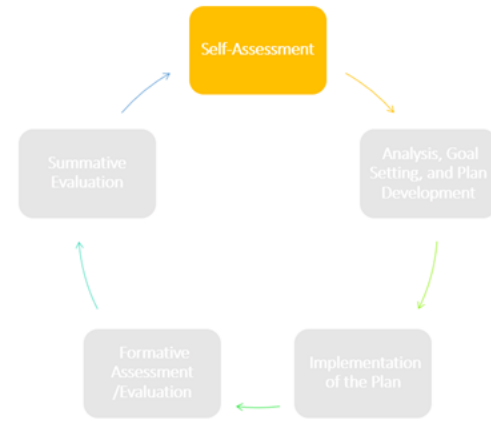 Self-Assessment
Analysis, Goal
Setting, and Plan
Development
Implementation
of the Plan
Formative
Assessment
/Evaluation
Summative
Evaluation